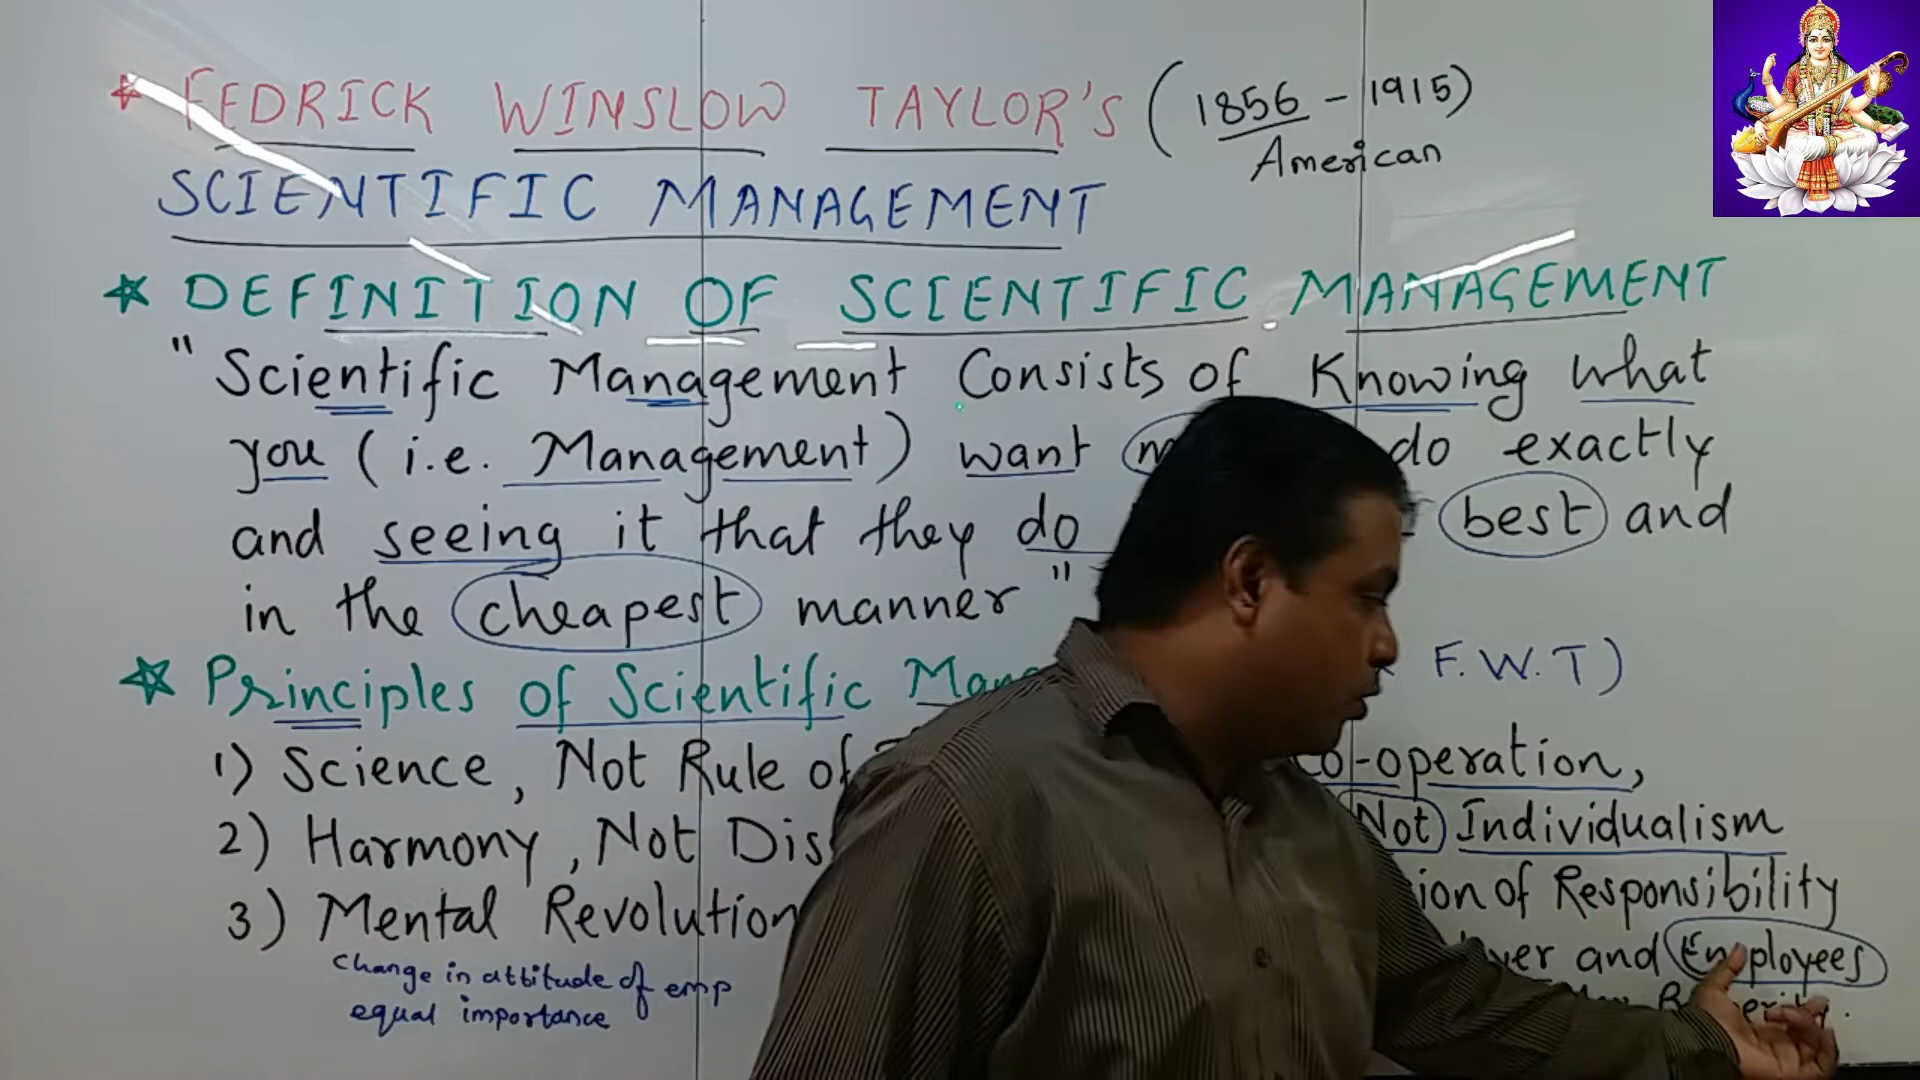 * FEDRICK WINSLOW TAYLOR'S (1856 - 1915)
American
SCIENTIFIC MANAGEMENT
* DEFINITION OF SCIENTIFIC MANAGEMENT
" Scientific Management Consists of Knowing what
you (i.e. Management) want do exactly
and seeing it that they do best and
in the cheapest manner "
* Principles of Scientific F.W.T)
1) Science, Not Rule of
2) Harmony, Not
3) Mental Revolution
Change in attitude of emp
equal importance
Co-operation,
Not Individualism
of Responsibility
and Employees